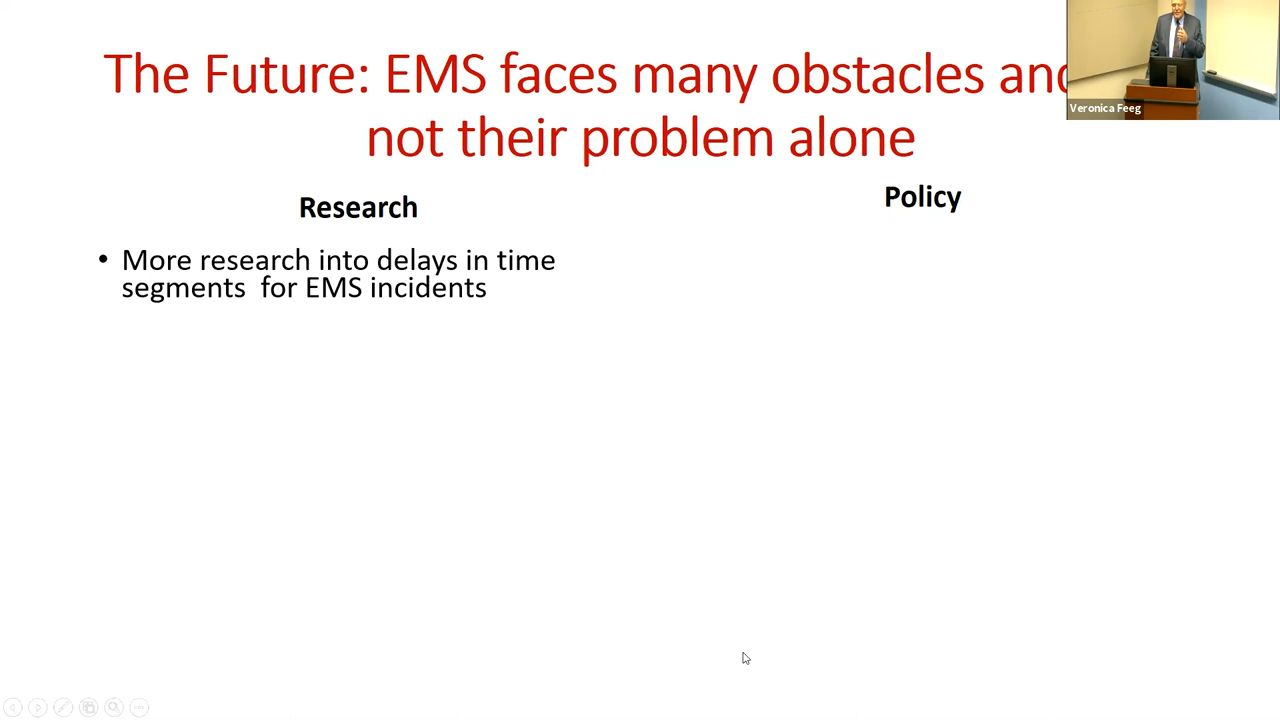 The Future: EMS faces many obstacles and
not their problem alone
Veronica Feeg
Research
Policy
• More research into delays in time
segments for EMS incidents